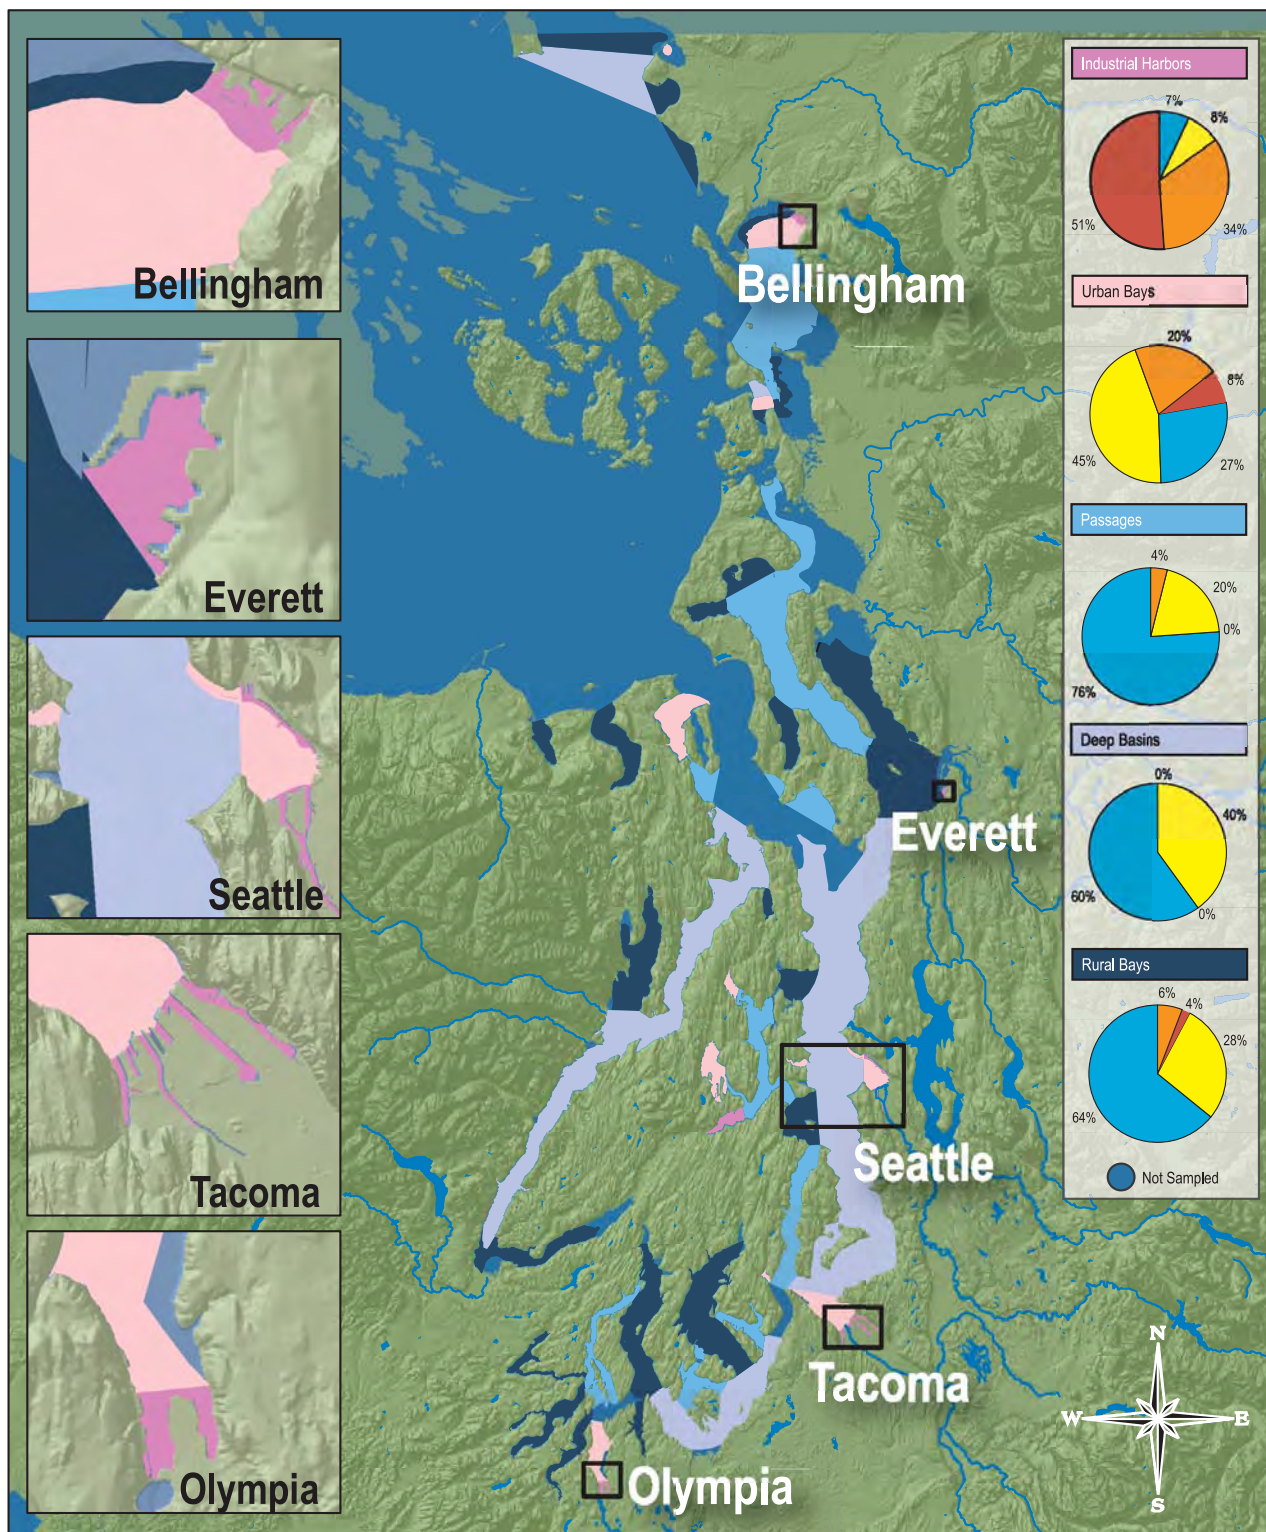 Bellingham
Everett
Seattle
Tacoma
Olympia
Bellingham
Everett
Seattle
Tacoma
Olympia
Industrial Harbors
7%
8%
51%
34%
Urban Bays
20%
8%
45%
27%
Passages
4%
20%
0%
76%
Deep Basins
0%
40%
60%
0%
Rural Bays
6%
4%
28%
64%
Not Sampled
N
W
E
S